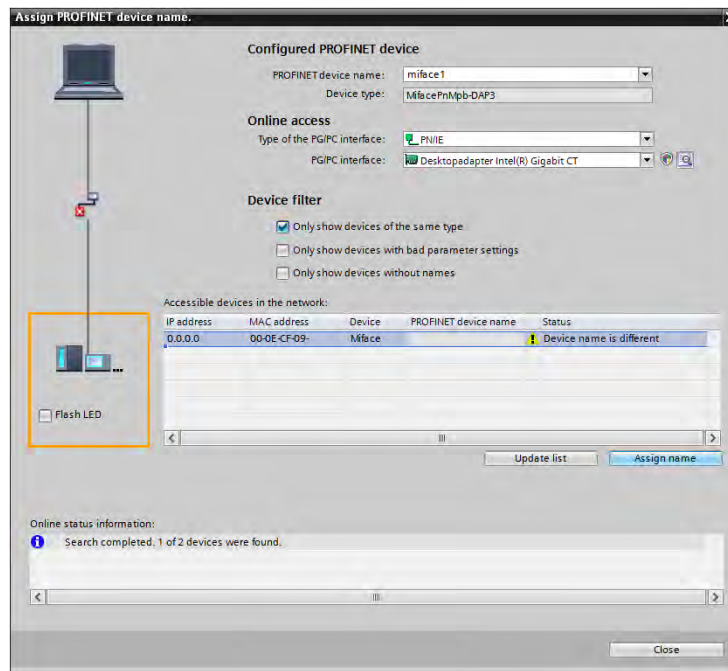 Assign PROFINET device name.
Configured PROFINET device
PROFINET device name: miface1
Device type: MifacePnMpb-DAP3
Online access
Type of the PG/PC interface: PN/IE
PG/PC interface: Desktopadapter Intel(R) Gigabit CT
Device filter
Only show devices of the same type
Only show devices with bad parameter settings
Only show devices without names
Accessible devices in the network:
IP address MAC address Device PROFINET device name Status
0.0.0.0 00-0E-CF-09- Miface Device name is different
...
Flash LED
Update list Assign name
Online status information:
Search completed. 1 of 2 devices were found.
Close